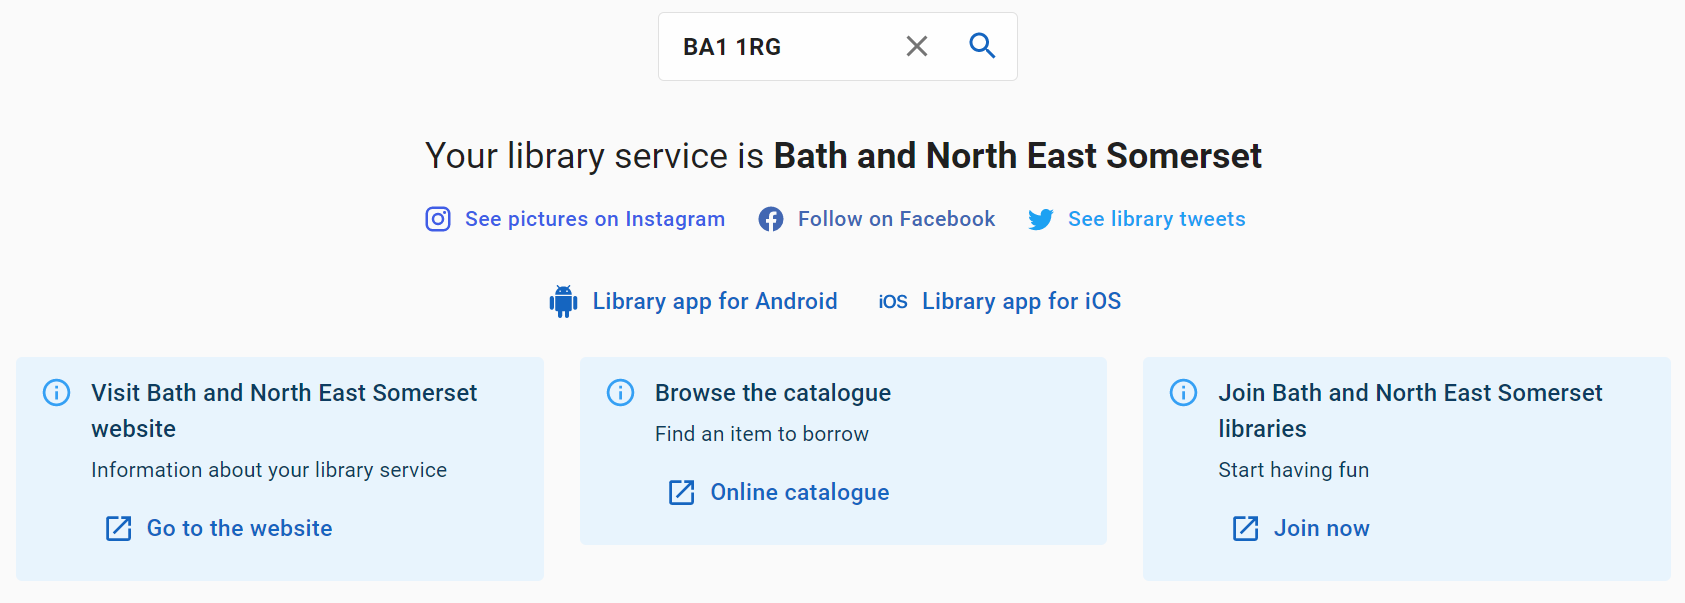 BA1 1RG
Your library service is Bath and North East Somerset
See pictures on Instagram
Follow on Facebook
See library tweets
Library app for Android
iOS Library app for iOS
Visit Bath and North East Somerset
website
Information about your library service
Go to the website
Browse the catalogue
Find an item to borrow
Online catalogue
Join Bath and North East Somerset
libraries
Start having fun
Join now